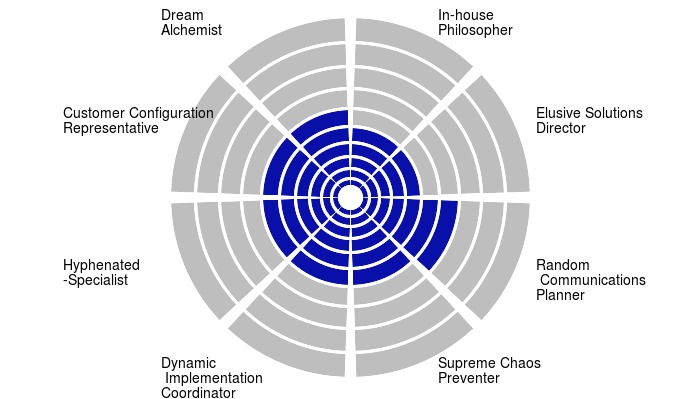 Dream
Alchemist
In-house
Philosopher
Customer Configuration
Representative
Elusive Solutions
Director
Hyphenated
-Specialist
Random
Communications
Planner
Dynamic
Implementation
Coordinator
Supreme Chaos
Preventer